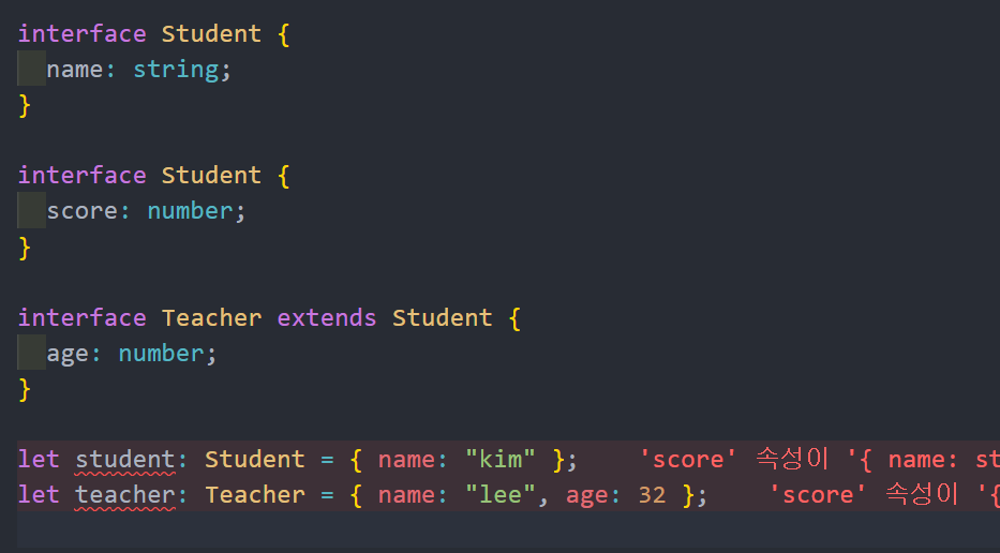 interface Student {
name: string;
}
interface Student {
score: number;
}
interface Teacher extends Student {
age: number;
}
let student: Student = { name: "kim" }; 'score' 속성이 '{ name: st
let teacher: Teacher = { name: "lee", age: 32 }; 'score' 속성이 '{